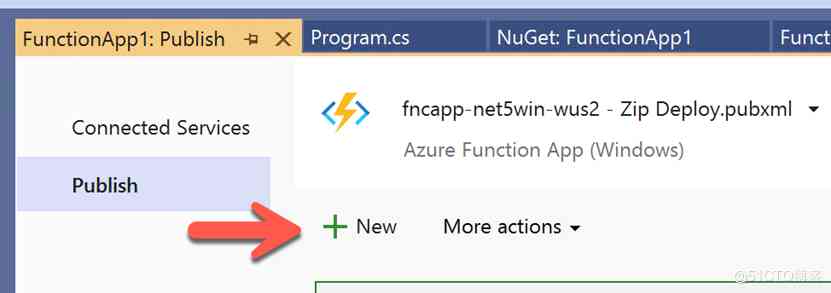 FunctionApp1: Publish
Program.cs
NuGet: FunctionApp1
Funct
Connected Services
Publish
fncapp-net5win-wus2 - Zip Deploy.pubxml
Azure Function App (Windows)
New
More actions
@51CTO博客